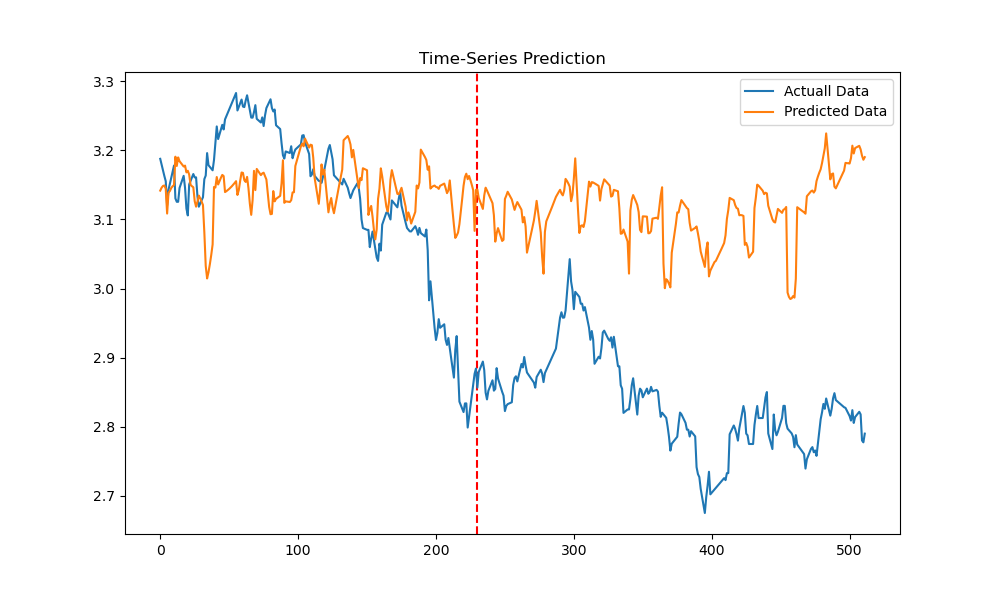 Time-Series Prediction
3.3
3.2
3.1
3.0
2.9
2.8
2.7
Actuall Data
Predicted Data
0 100 200 300 400 500